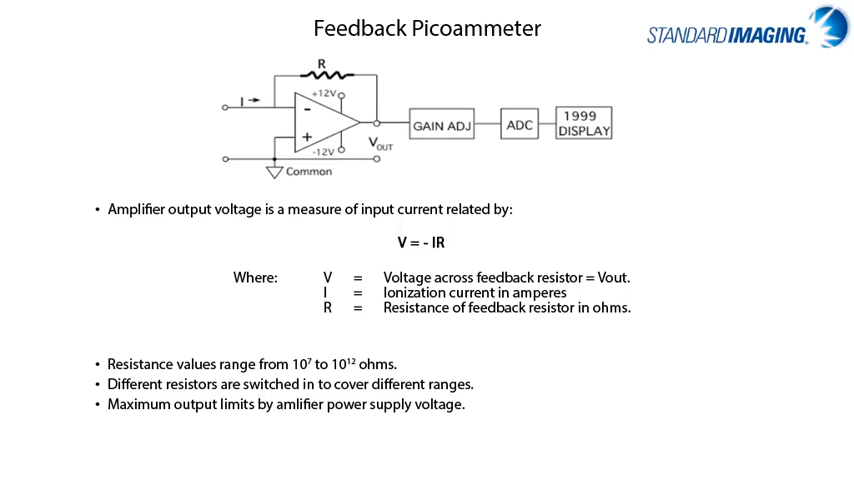 Feedback Picoammeter
STANDARD IMAGING®
R
I
+12V
-
+
-12V
VOUT
Common
GAIN ADJ
ADC
1999
DISPLAY
• Amplifier output voltage is a measure of input current related by:
V = - IR
Where: V = Voltage across feedback resistor = Vout.
I = Ionization current in amperes
R = Resistance of feedback resistor in ohms.
• Resistance values range from 10⁷ to 10¹² ohms.
• Different resistors are switched in to cover different ranges.
• Maximum output limits by amlifier power supply voltage.